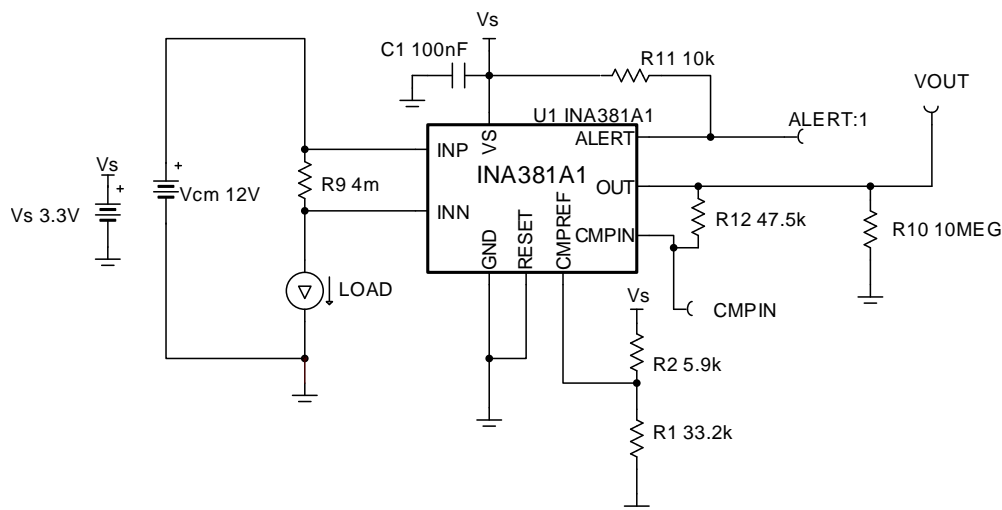 Vs
C1 100nF
R11 10k
VOUT
U1 INA381A1
ALERT:1
INP
VS
ALERT
Vs
R9 4m
INA381A1
Vcm 12V
OUT
Vs 3.3V
INN
R12 47.5k
R10 10MEG
GND
RESET
CMPREF
CMPIN
LOAD
Vs
CMPIN
R2 5.9k
R1 33.2k
+
+